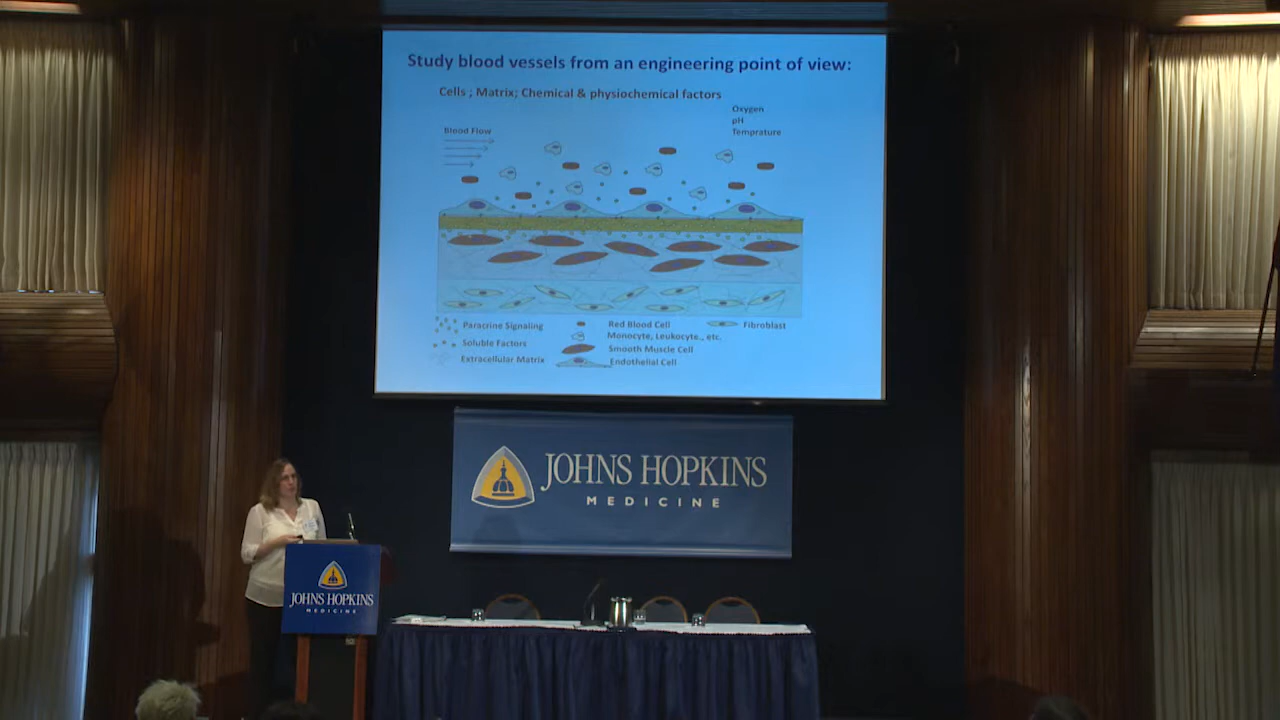 Study blood vessels from an engineering point of view:
Cells ; Matrix; Chemical & physiochemical factors
Oxygen
pH
Temprature
Blood Flow
Paracrine Signaling
Soluble Factors
Extracellular Matrix
Red Blood Cell
Monocyte, Leukocyte., etc.
Smooth Muscle Cell
Endothelial Cell
Fibroblast
JOHNS HOPKINS
MEDICINE
JOHNS HOPKINS
MEDICINE